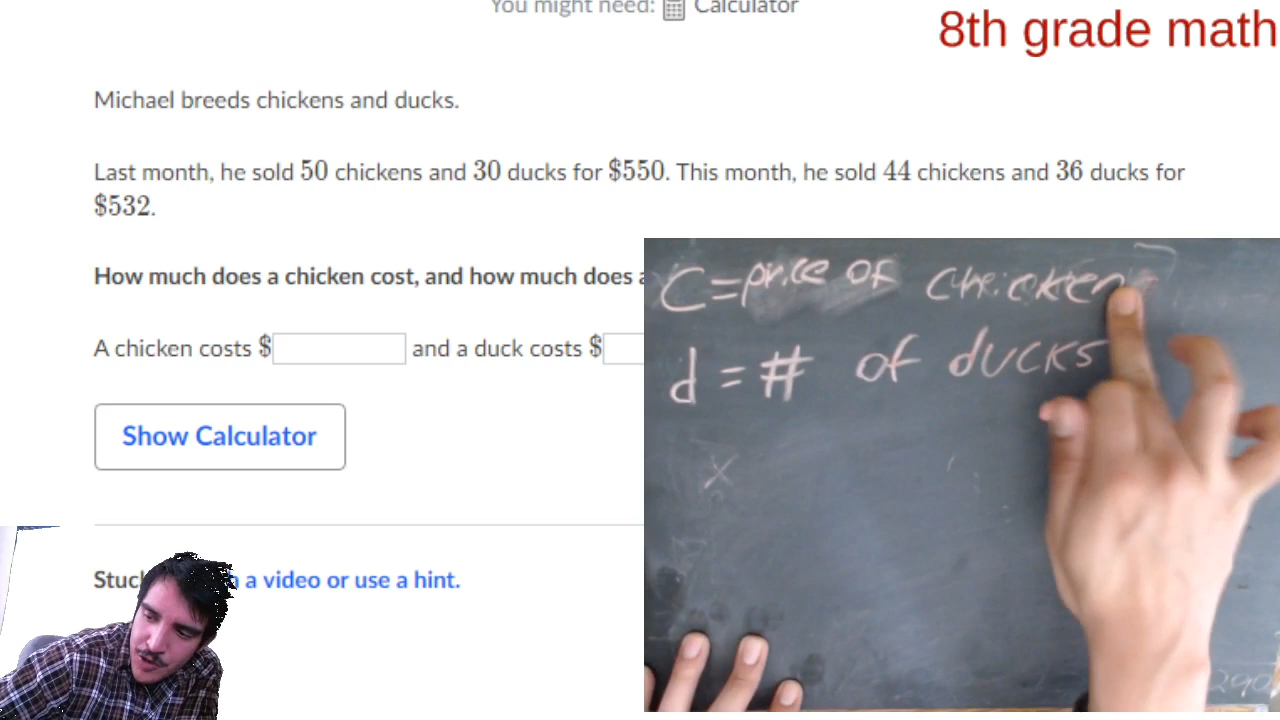 You might need: Calculator
8th grade math
Michael breeds chickens and ducks.
Last month, he sold 50 chickens and 30 ducks for $550. This month, he sold 44 chickens and 36 ducks for
$532.
How much does a chicken cost, and how much does
A chicken costs $ and a duck costs $
Show Calculator
a video or use a hint.
C=price of chicken
d = # of ducks
x